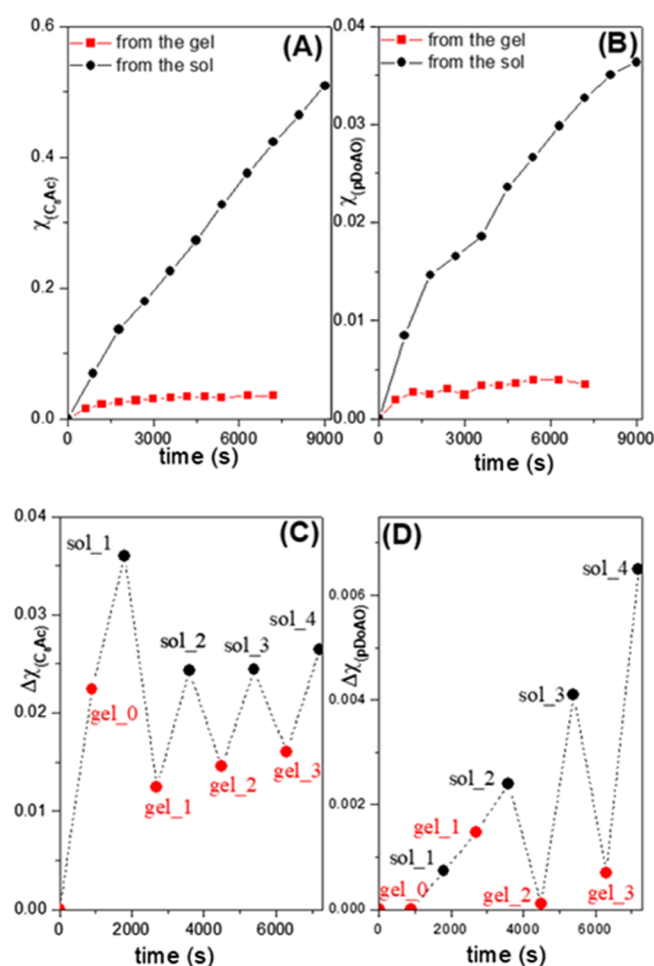 (A)
from the gel
from the sol
0.6
0.4
0.2
0.0
χ(C₈Ac)
0 3000 6000 9000
time (s)
(B)
from the gel
from the sol
0.04
0.03
0.02
0.01
0.00
χ(pDoAO)
0 3000 6000 9000
time (s)
(C)
0.04
0.03
0.02
0.01
0.00
Δχ(C₈Ac)
sol_1
sol_2
sol_3
sol_4
gel_0
gel_1
gel_2
gel_3
0 2000 4000 6000
time (s)
(D)
0.006
0.004
0.002
0.000
Δχ(pDoAO)
sol_4
sol_3
sol_2
gel_1
sol_1
gel_0
gel_2
gel_3
0 2000 4000 6000
time (s)